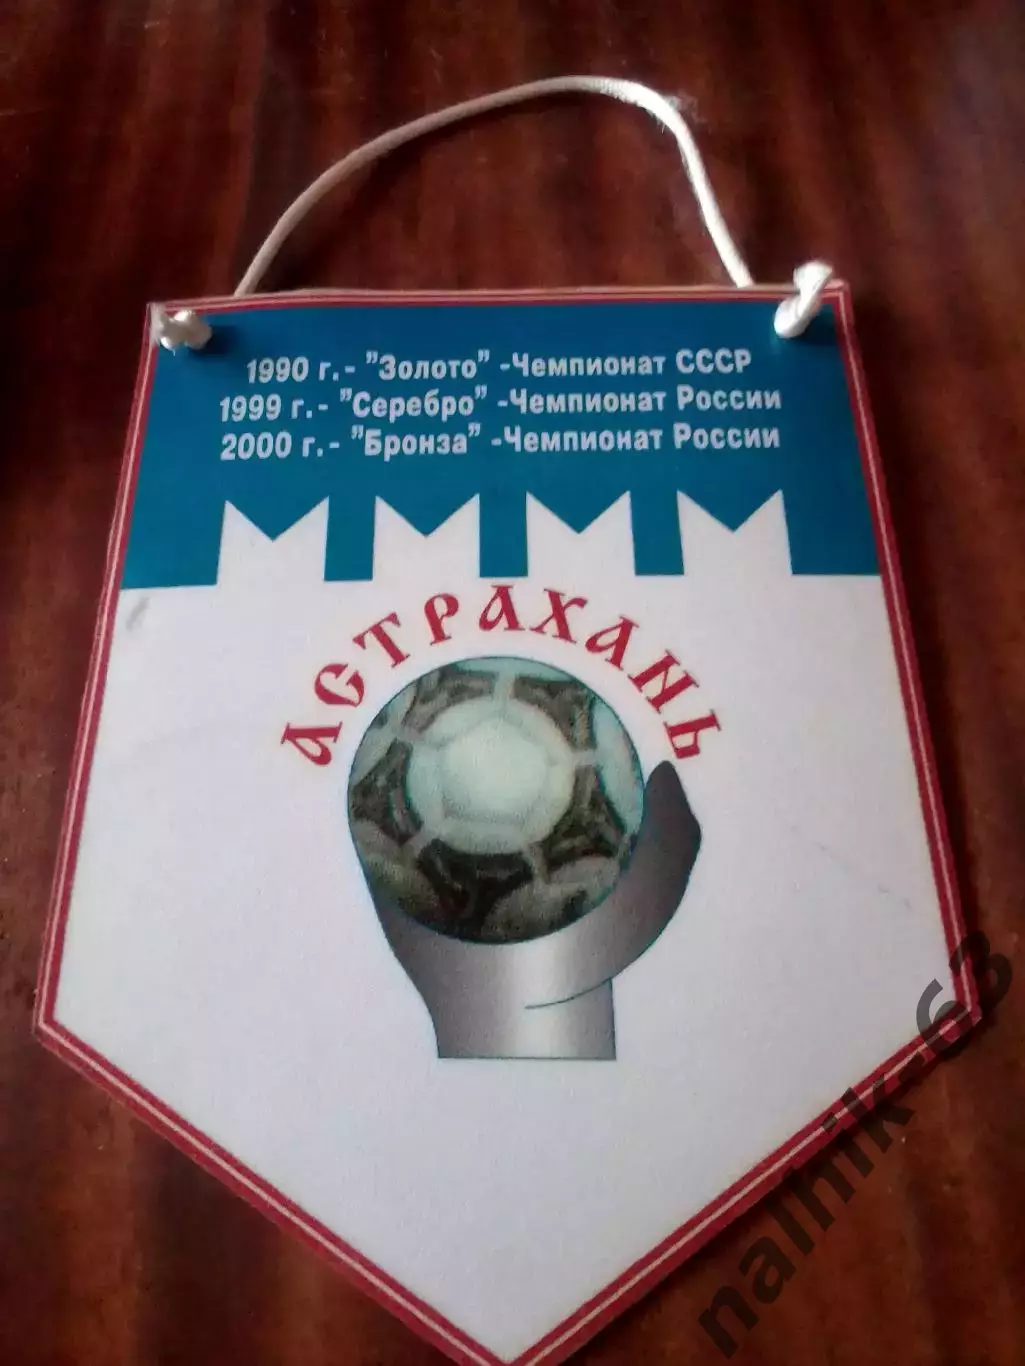 1990 г.- "Золото" -Чемпионат СССР
1999 г.- "Серебро" -Чемпионат России
2000 г.- "Бронза" -Чемпионат России
АСТРАХАНЬ
nalnik-63